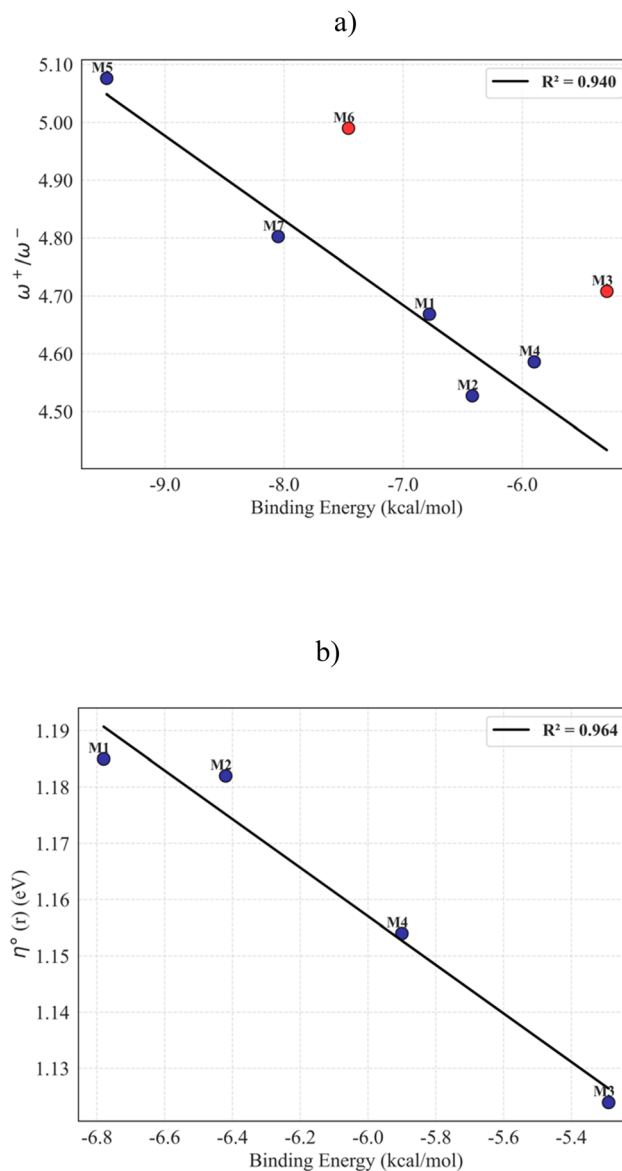 a)
5.10
5.00
4.80
4.70
4.60
4.50
ω⁺/ω⁻
M5
M6
M7
M3
M1
M4
M2
R² = 0.940
-9.0 -8.0 -7.0 -6.0
Binding Energy (kcal/mol)
b)
1.19
1.18
1.17
1.16
1.15
1.14
1.13
η° (r) (eV)
M1
M2
M4
M3
R² = 0.964
-6.8 -6.6 -6.4 -6.2 -6.0 -5.8 -5.6 -5.4
Binding Energy (kcal/mol)